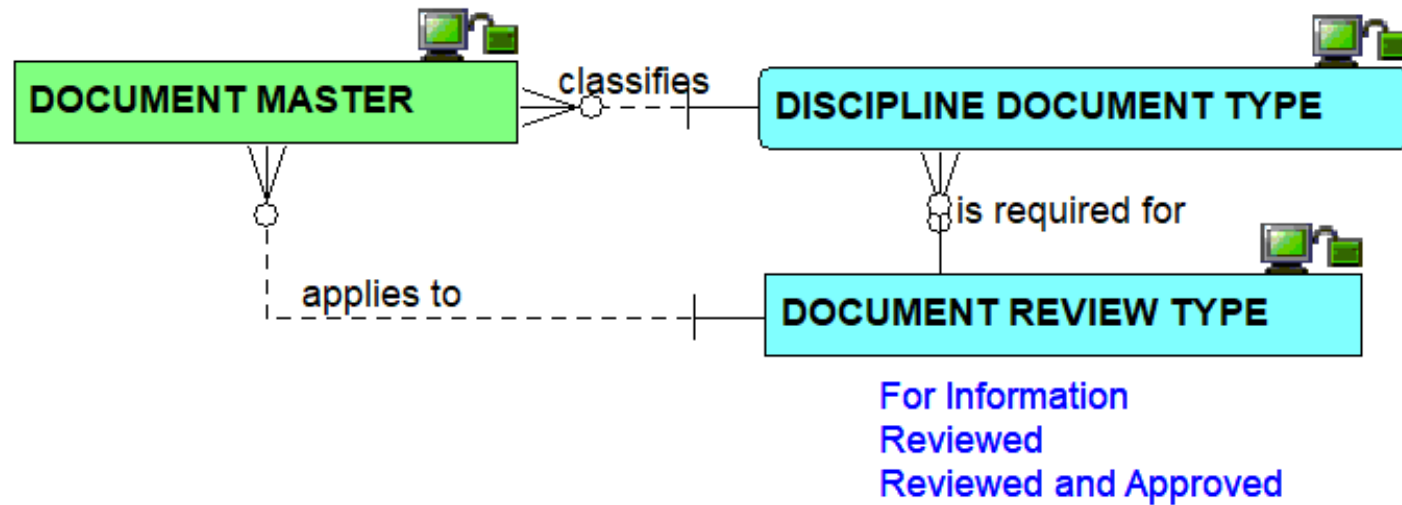 DOCUMENT MASTER
classifies
DISCIPLINE DOCUMENT TYPE
is required for
applies to
DOCUMENT REVIEW TYPE
For Information
Reviewed
Reviewed and Approved